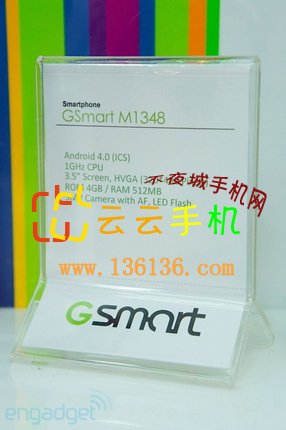 Smartphone
GSmart M1348
Android 4.0 (ICS)
1GHz CPU
3.5" Screen, HVGA (3
ROM 4GB / RAM 512MB
Camera with AF, LED Flash
不夜城手机网
云云手机
www.136136.com
Gsmart
engadget